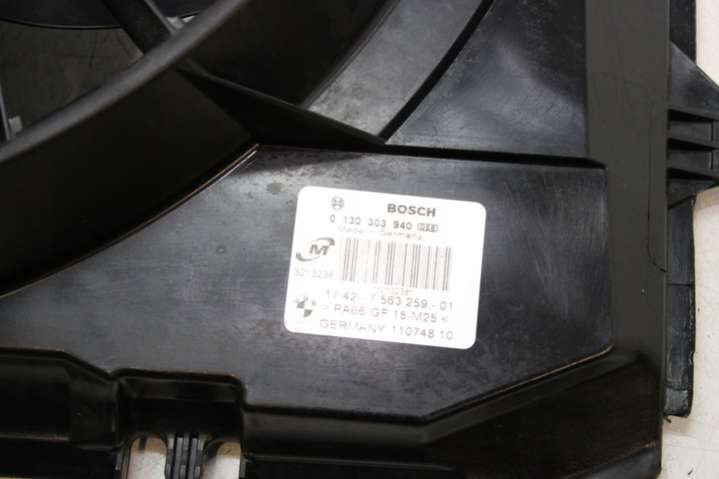 BOSCH
0 130 303 940
Made in Germany
M
3213238
17 42 - 7 563 259 - 01
> PA66-GF 15-M25 <
GERMANY 110748 10